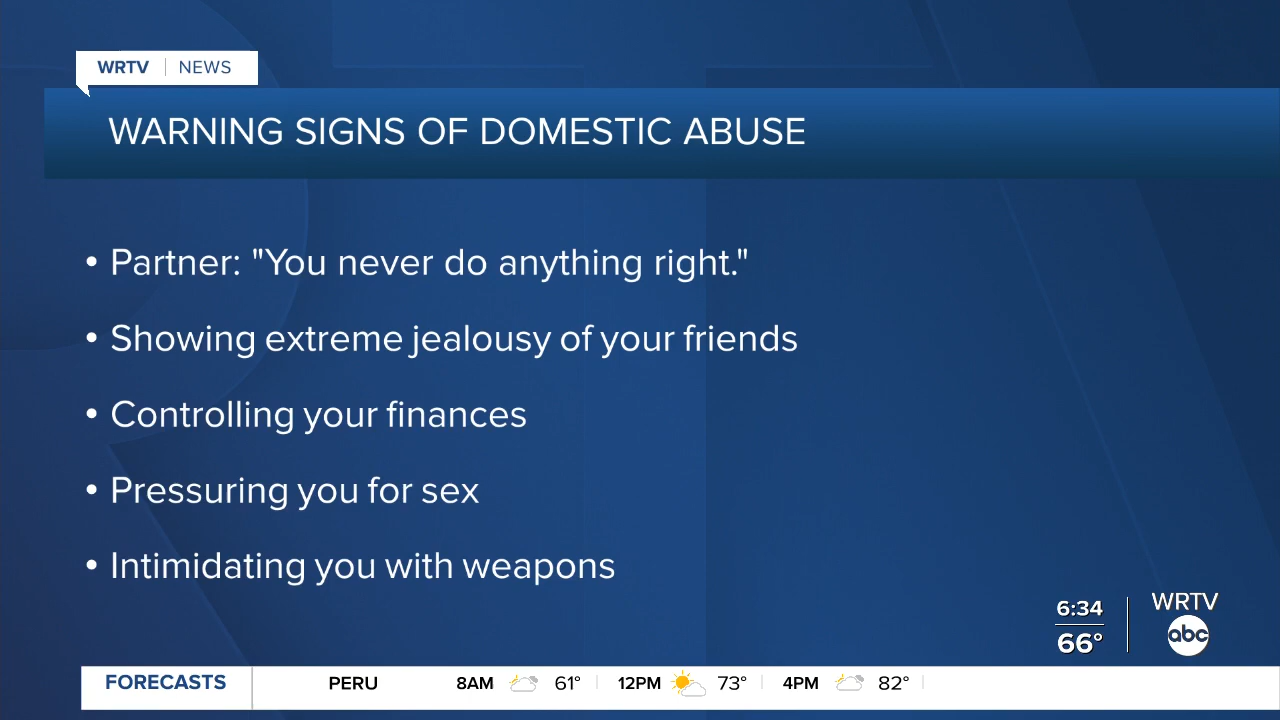 WRTV | NEWS
WARNING SIGNS OF DOMESTIC ABUSE
• Partner: "You never do anything right."
• Showing extreme jealousy of your friends
• Controlling your finances
• Pressuring you for sex
• Intimidating you with weapons
6:34
66°
WRTV
abc
FORECASTS PERU 8AM 61° 12PM 73° 4PM 82°